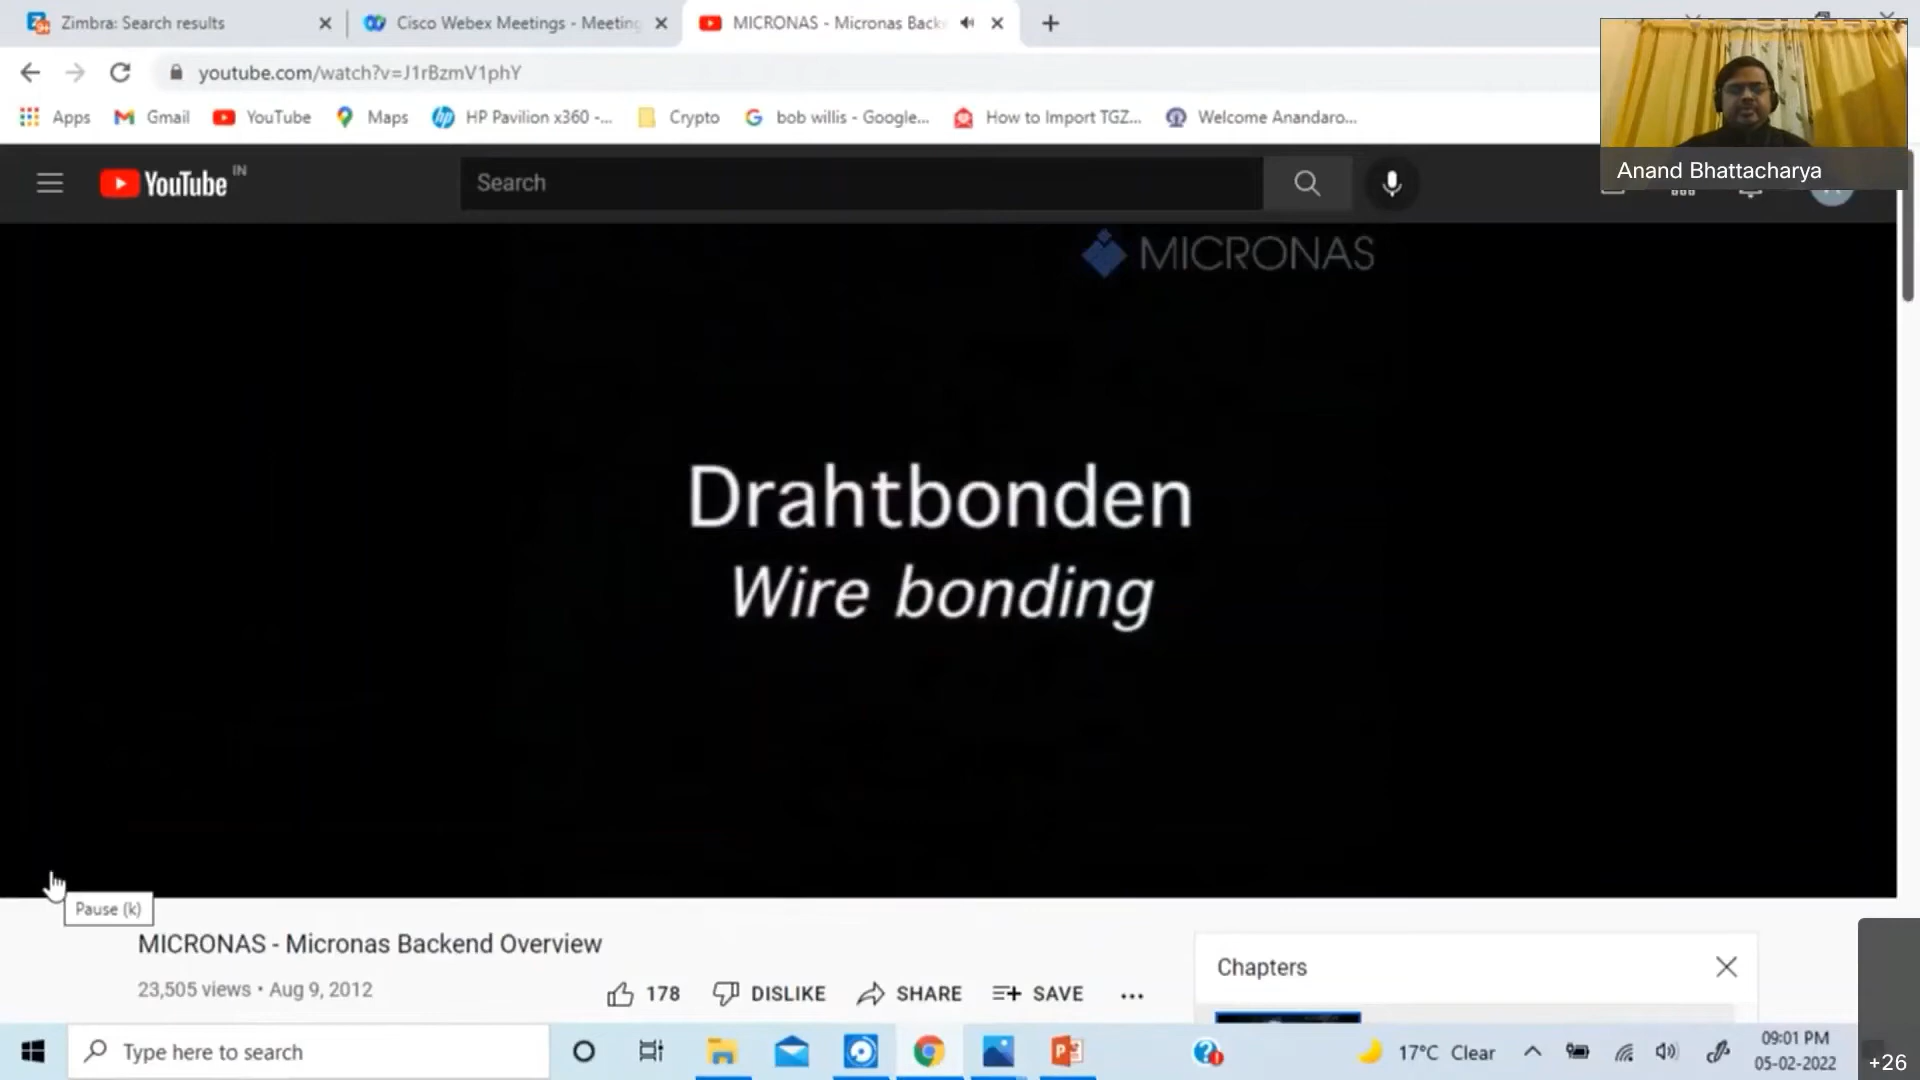 Zimbra: Search results
Cisco Webex Meetings - Meeting
MICRONAS - Micronas Back
youtube.com/watch?v=J1rBzmV1phY
Apps
Gmail
YouTube
Maps
HP Pavilion x360 -...
Crypto
bob willis - Google...
How to Import TGZ...
Welcome Anandaro...
Anand Bhattacharya
YouTube IN
Search
MICRONAS
Drahtbonden
Wire bonding
Pause (k)
MICRONAS - Micronas Backend Overview
23,505 views • Aug 9, 2012
178
DISLIKE
SHARE
SAVE
Chapters
Type here to search
17°C Clear
09:01 PM
05-02-2022
+26